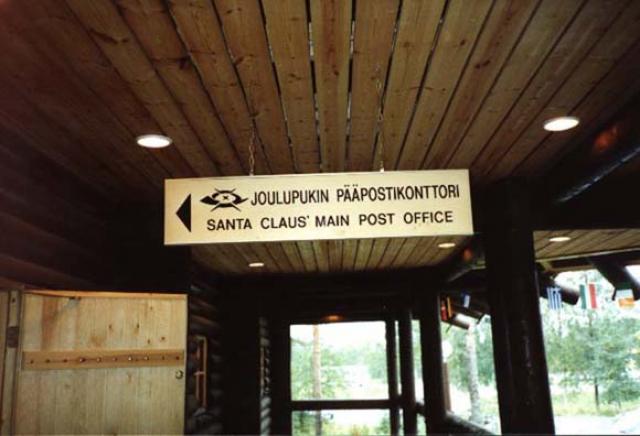 JOULUPUKIN PÄÄPOSTIKONTTORI
SANTA CLAUS' MAIN POST OFFICE